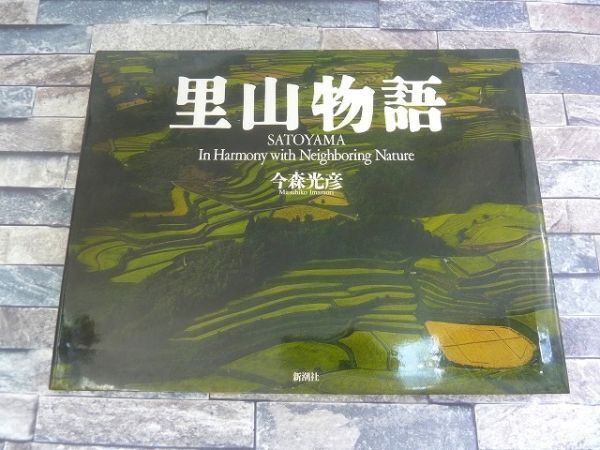 里山物語
SATOYAMA
In Harmony with Neighboring Nature
今森光彦
Mitsuhiko Imamori
新潮社